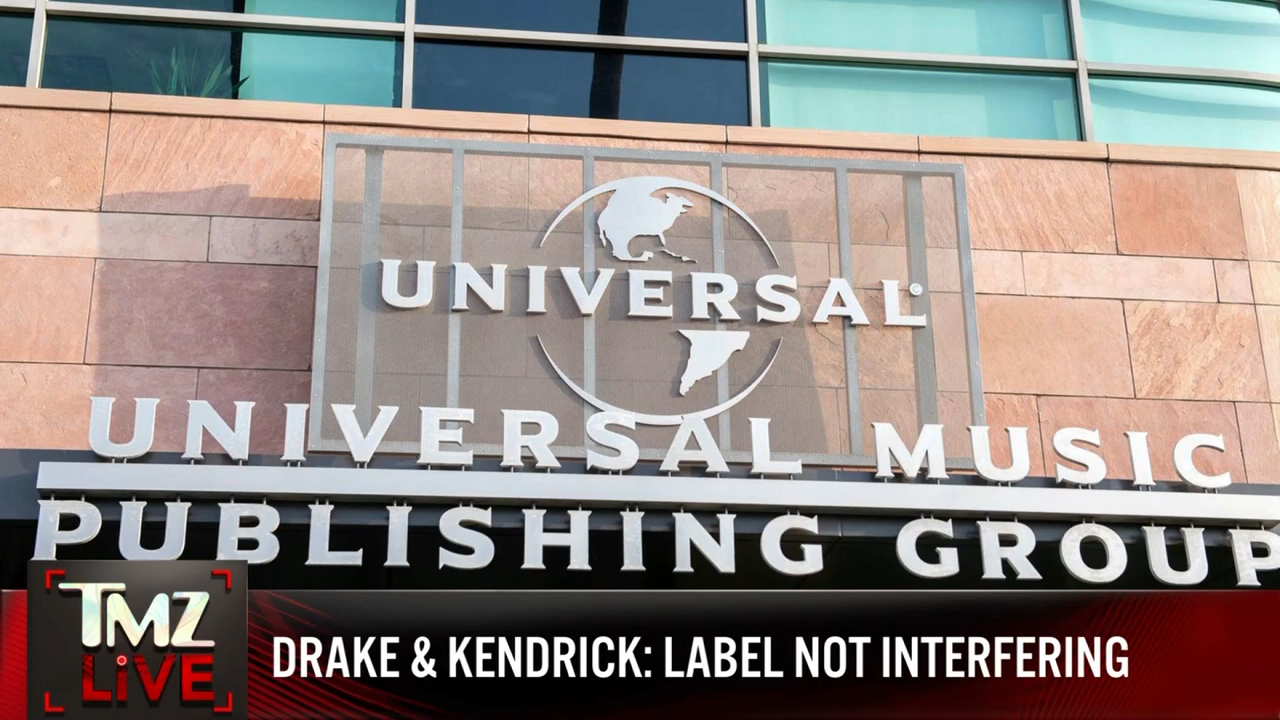 UNIVERSAL©
UNIVERSAL MUSIC
PUBLISHING GROUP
TMZ
LIVE
DRAKE & KENDRICK: LABEL NOT INTERFERING